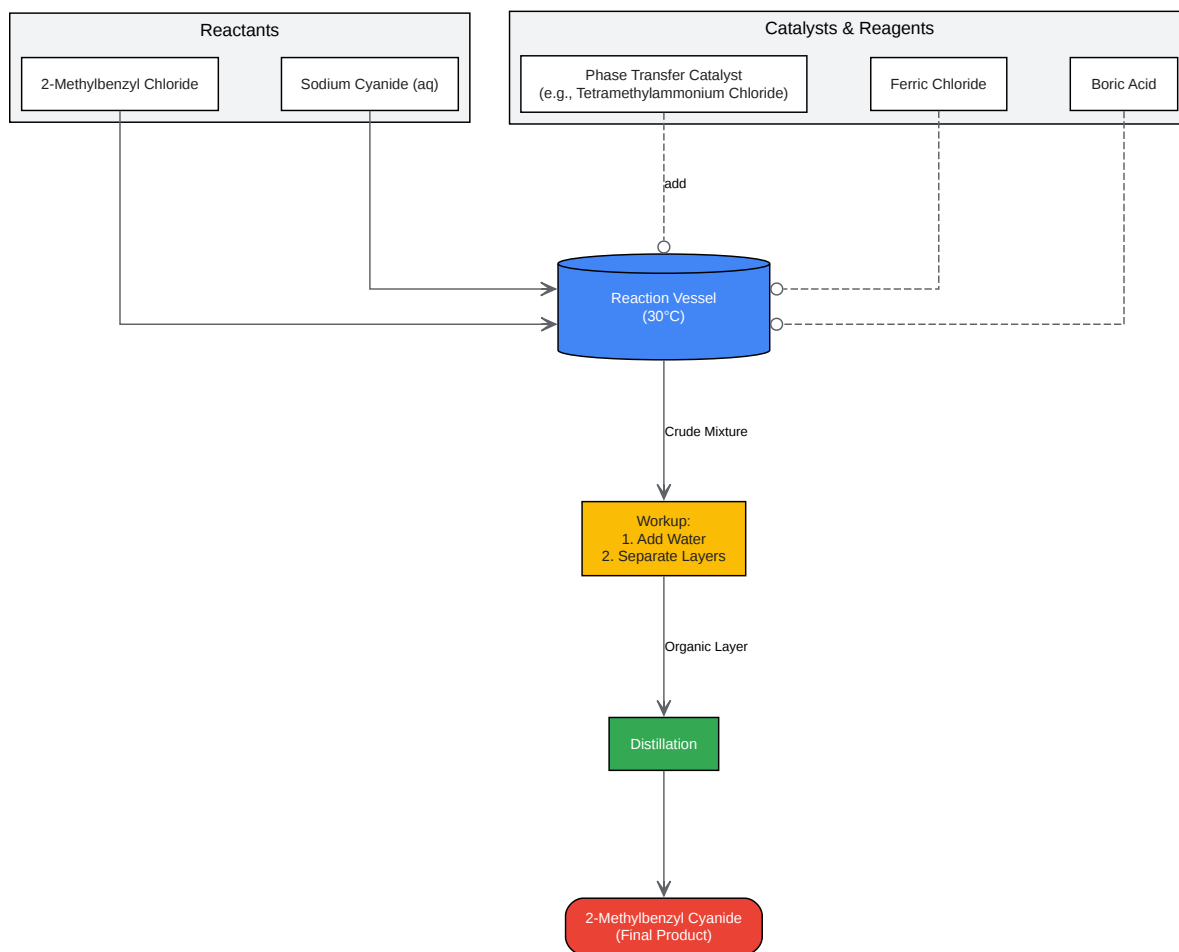 Reactants
2-Methylbenzyl Chloride
Sodium Cyanide (aq)
Catalysts & Reagents
Phase Transfer Catalyst
(e.g., Tetramethylammonium Chloride)
Ferric Chloride
Boric Acid
add
Reaction Vessel
(30°C)
Crude Mixture
Workup:
1. Add Water
2. Separate Layers
Organic Layer
Distillation
2-Methylbenzyl Cyanide
(Final Product)